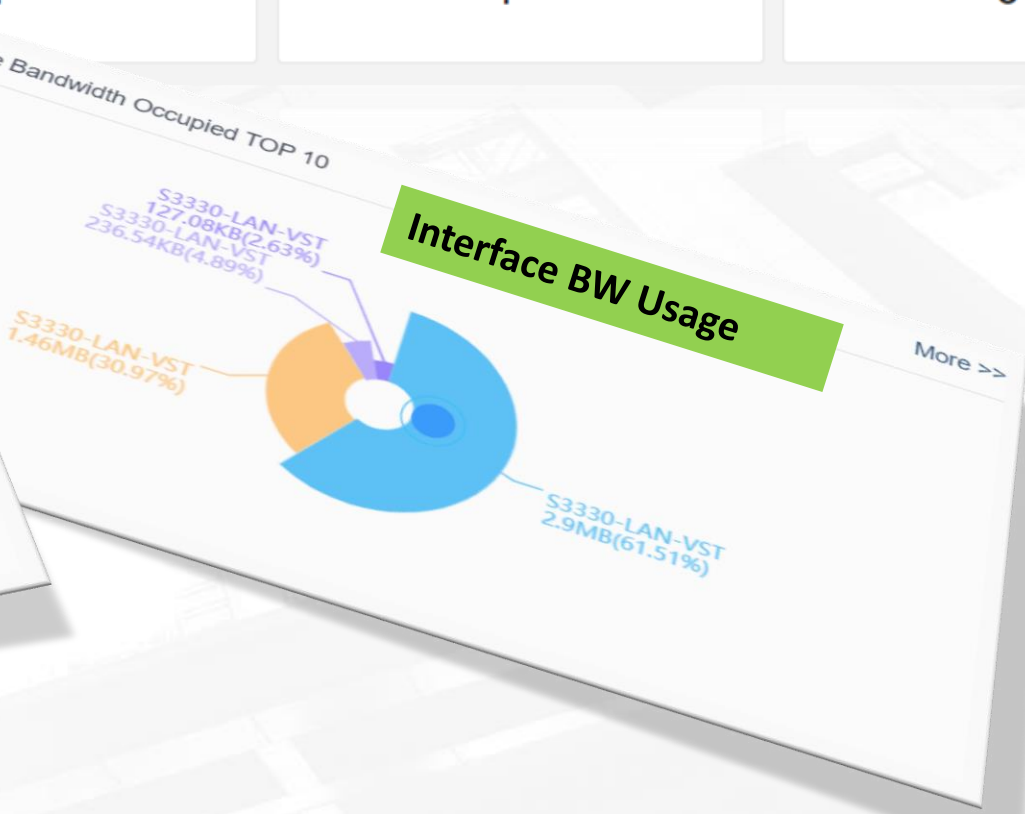 Bandwidth Occupied TOP 10
Interface BW Usage
More >>
S3330-LAN-VST
127.08KB(2.63%)
S3330-LAN-VST
236.54KB(4.89%)
S3330-LAN-VST
1.46MB(30.97%)
S3330-LAN-VST
2.9MB(61.51%)